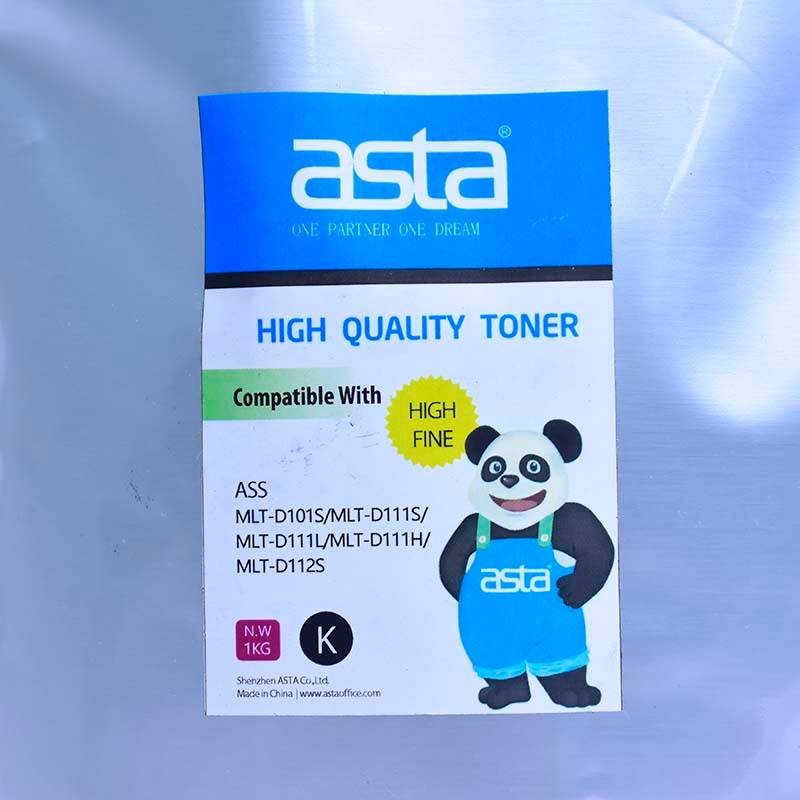 asta®
ONE PARTNER ONE DREAM
HIGH QUALITY TONER
Compatible With
HIGH
FINE
ASS
MLT-D101S/MLT-D111S/
MLT-D111L/MLT-D111H/
MLT-D112S
asta
N.W
1KG
K
Shenzhen ASTA Co.,Ltd.
Made in China | www.astaoffice.com